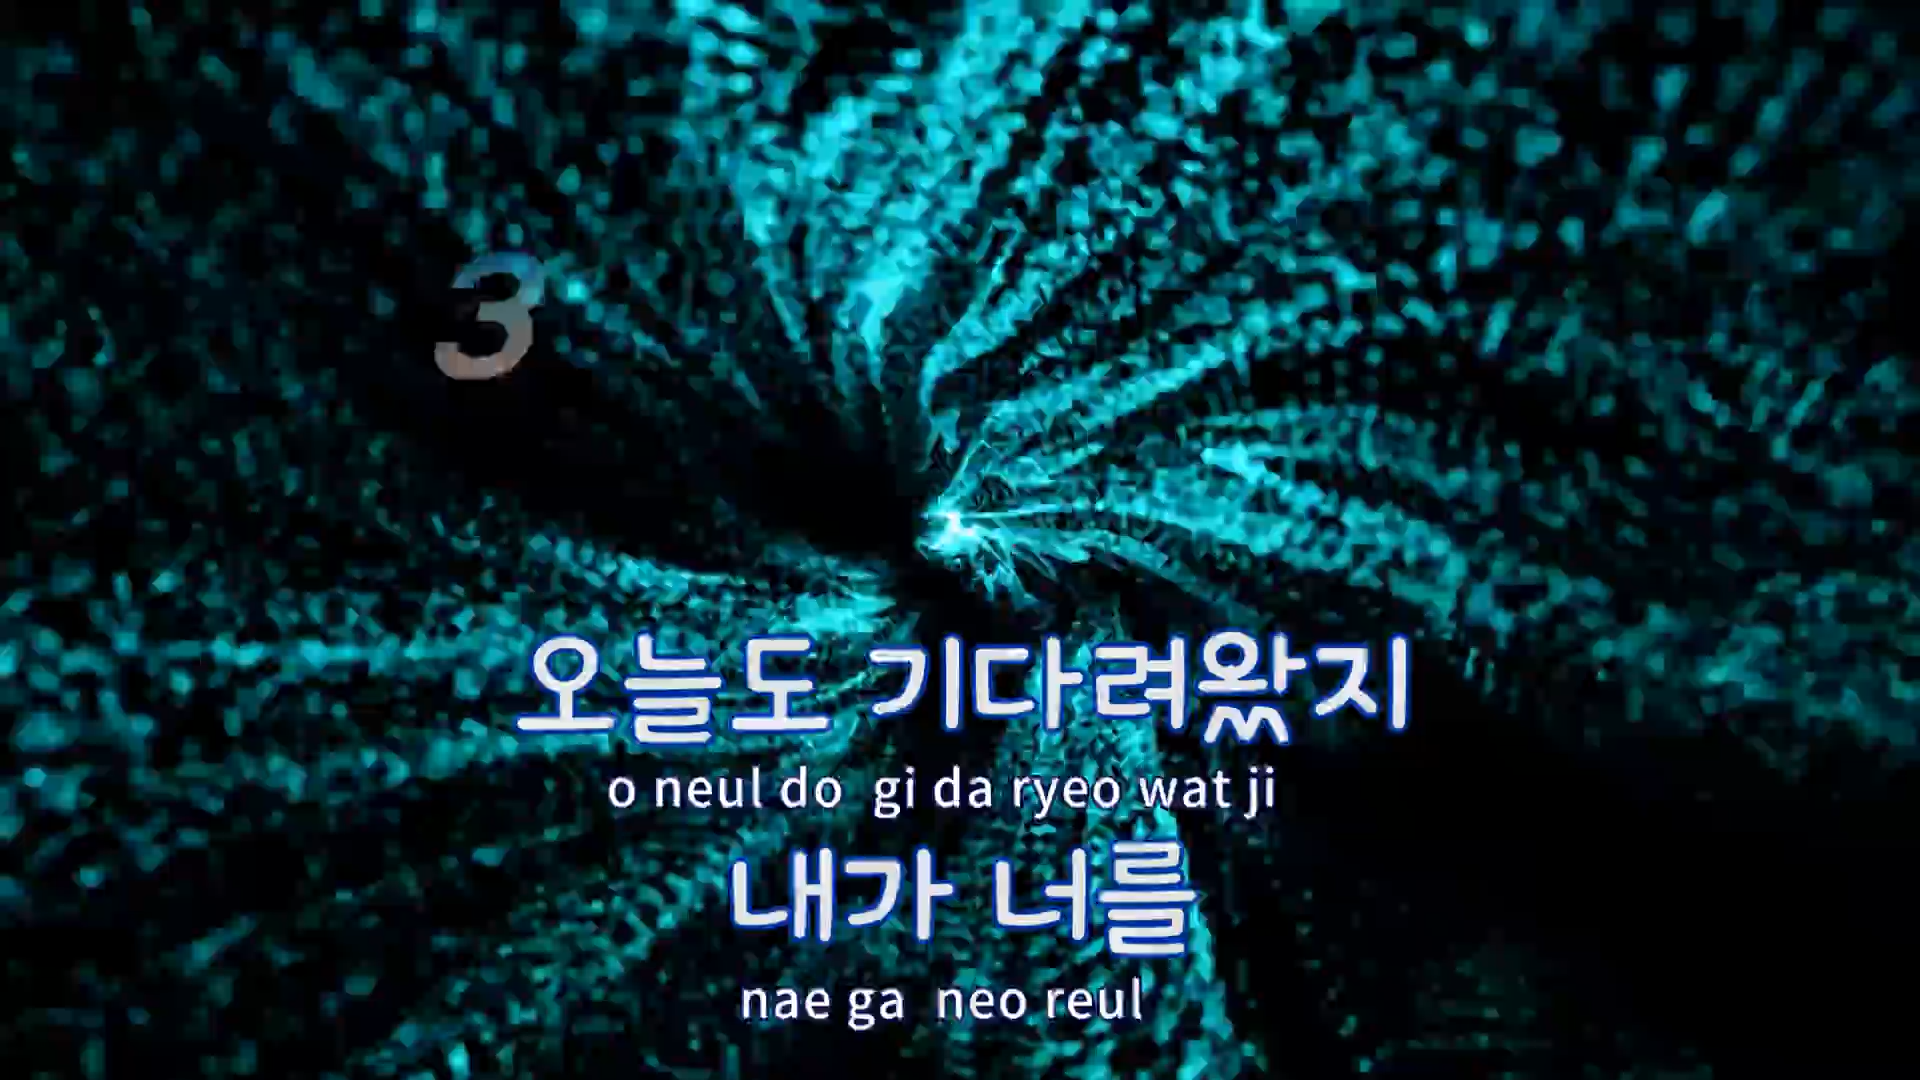 3
오늘도 기다려왔지
o neul do gi da ryeo wat ji
내가 너를
nae ga neo reul